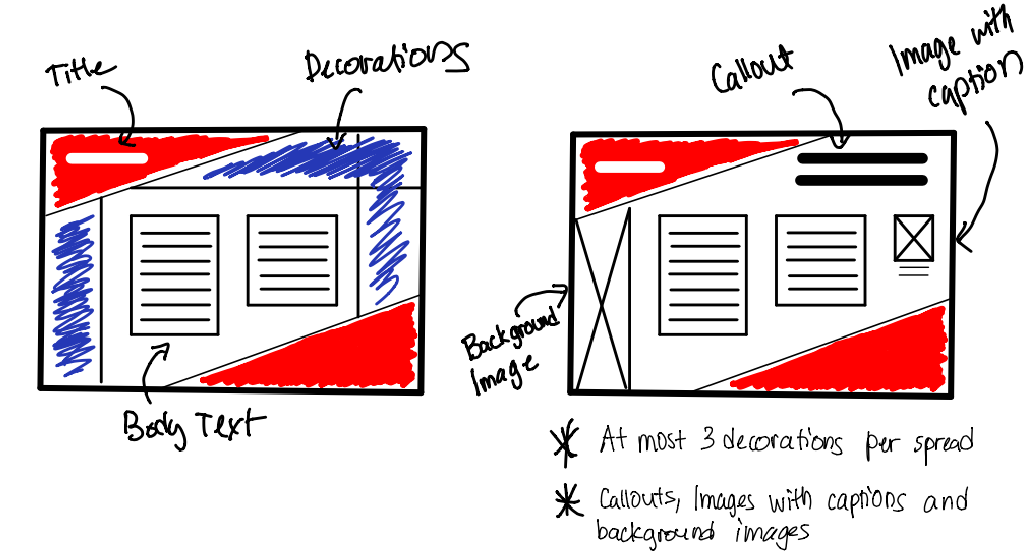 Title
Decorations
Callout
Image with
caption
Background
Image
Body Text
* At most 3 decorations per spread
* Callouts, Images with captions and
background images